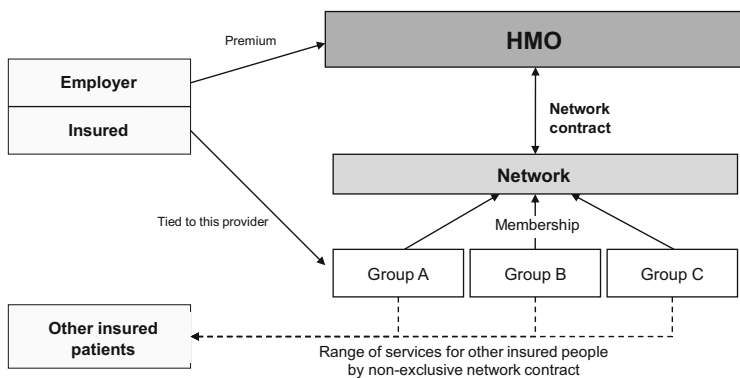 HMO
Premium
Employer
Insured
Network
contract
Network
Tied to this provider
Membership
Group A
Group B
Group C
Other insured
patients
Range of services for other insured people
by non-exclusive network contract